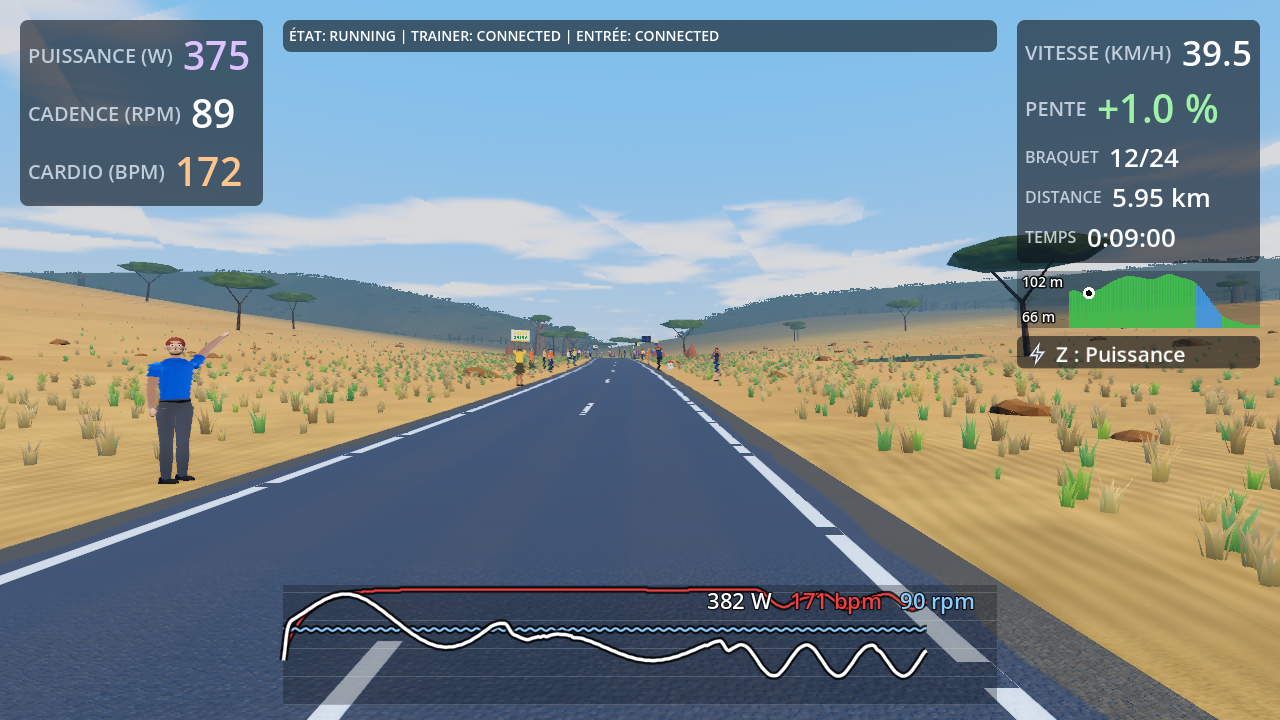 PUISSANCE (W) 375
CADENCE (RPM) 89
CARDIO (BPM) 172
ÉTAT: RUNNING | TRAINER: CONNECTED | ENTRÉE: CONNECTED
VITESSE (KM/H) 39.5
PENTE +1.0 %
BRAQUET 12/24
DISTANCE 5.95 km
TEMPS 0:09:00
102 m
66 m
Z : Puissance
382 W 171 bpm 90 rpm